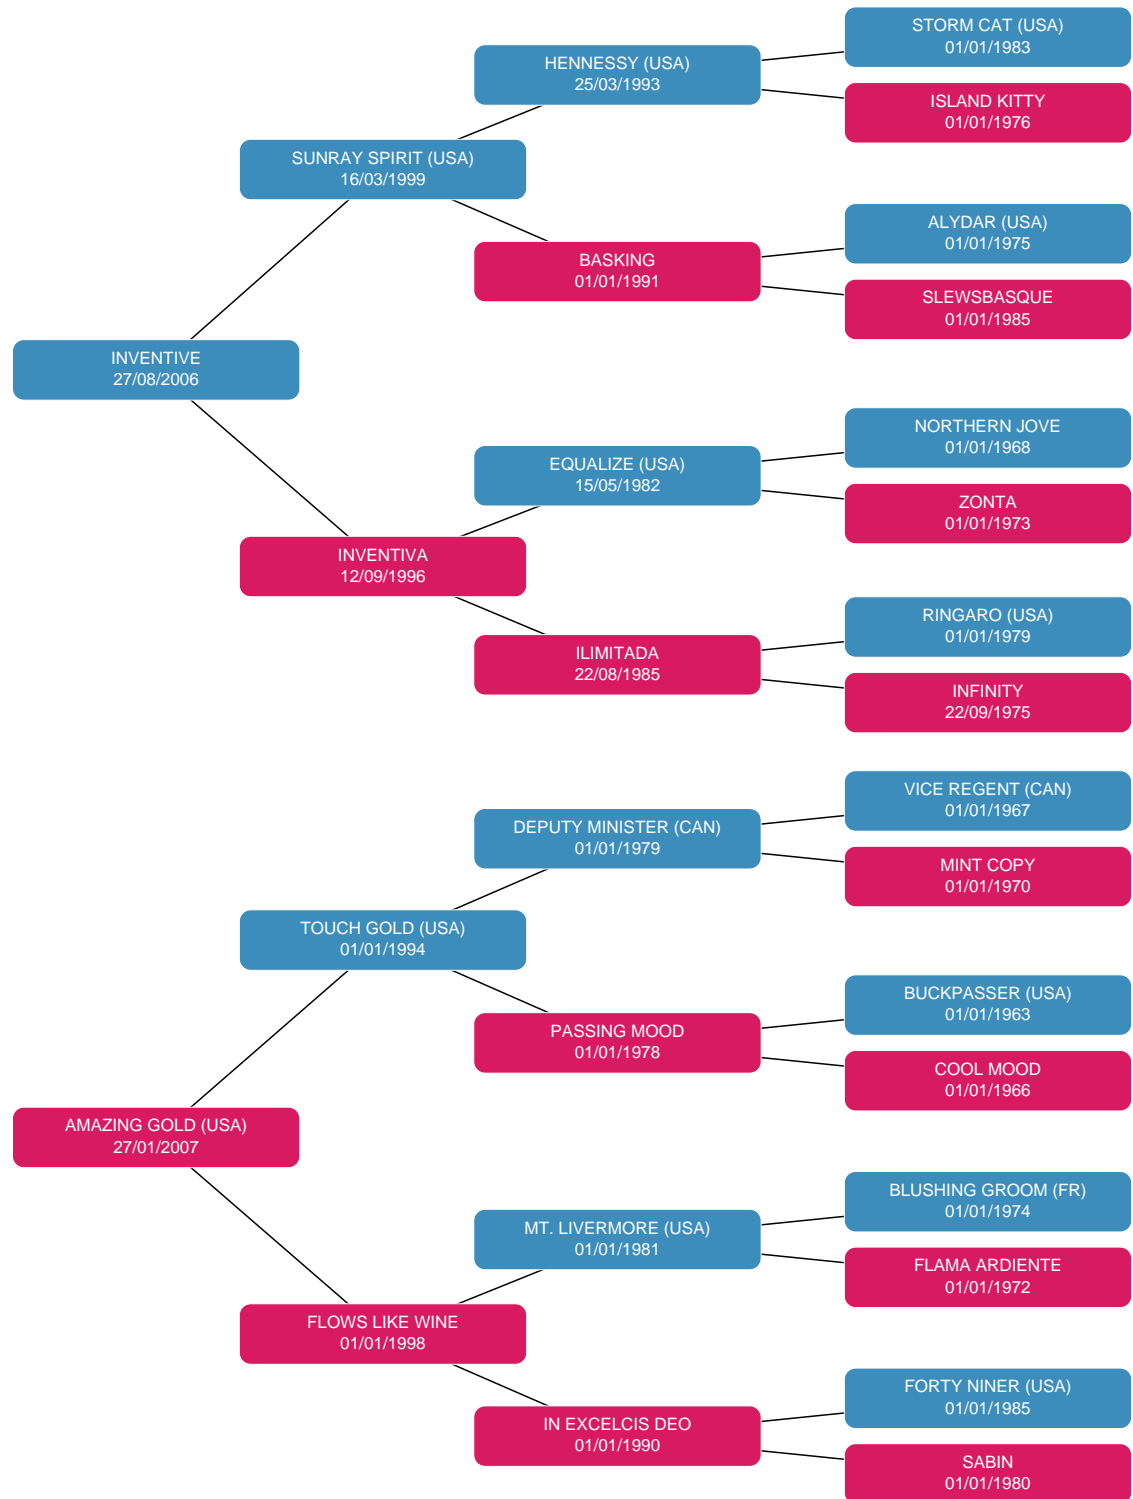 STORM CAT (USA)
01/01/1983
HENNESSY (USA)
25/03/1993
ISLAND KITTY
01/01/1976
SUNRAY SPIRIT (USA)
16/03/1999
ALYDAR (USA)
01/01/1975
BASKING
01/01/1991
SLEWSBASQUE
01/01/1985
INVENTIVE
27/08/2006
NORTHERN JOVE
01/01/1968
EQUALIZE (USA)
15/05/1982
ZONTA
01/01/1973
INVENTIVA
12/09/1996
RINGARO (USA)
01/01/1979
ILIMITADA
22/08/1985
INFINITY
22/09/1975
VICE REGENT (CAN)
01/01/1967
DEPUTY MINISTER (CAN)
01/01/1979
MINT COPY
01/01/1970
TOUCH GOLD (USA)
01/01/1994
BUCKPASSER (USA)
01/01/1963
PASSING MOOD
01/01/1978
COOL MOOD
01/01/1966
AMAZING GOLD (USA)
27/01/2007
BLUSHING GROOM (FR)
01/01/1974
MT. LIVERMORE (USA)
01/01/1981
FLAMA ARDIENTE
01/01/1972
FLOWS LIKE WINE
01/01/1998
FORTY NINER (USA)
01/01/1985
IN EXCELCIS DEO
01/01/1990
SABIN
01/01/1980